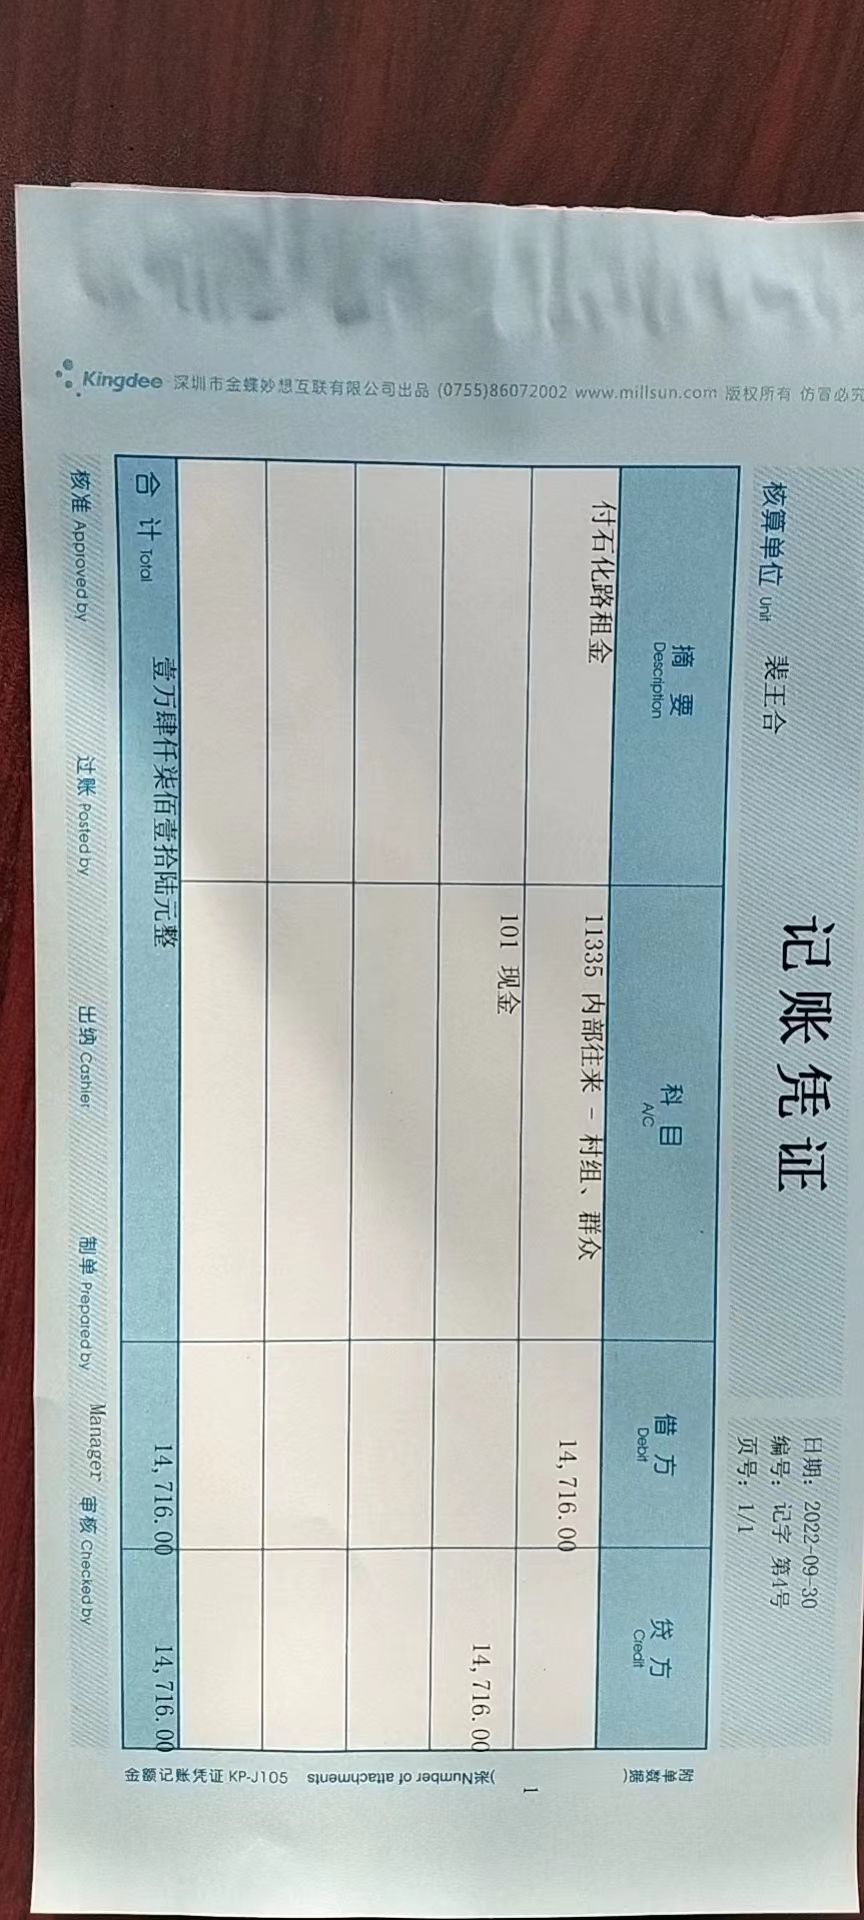 记账凭证
日期: 2022-09-30
核算单位 Unit 裴王合
编号: 记字 第4号
页号: 1/1
摘要 Description 科目 A/C 借方 Debit 贷方 Credit
付石化路租金 11335 内部往来 - 村组、群众 14,716.00
101 现金 14,716.00
合计 Total 壹万肆仟柒佰壹拾陆元整 14,716.00 14,716.00
核准 Approved by 过账 Posted by 出纳 Cashier 制单 Prepared by Manager 审核 Checked by
附单数据( 1 )张Number of attachments
金额记账凭证 KP-J105
Kingdee 深圳市金蝶妙想互联有限公司出品 (0755)86072002 www.millsun.com 版权所有 仿冒必究